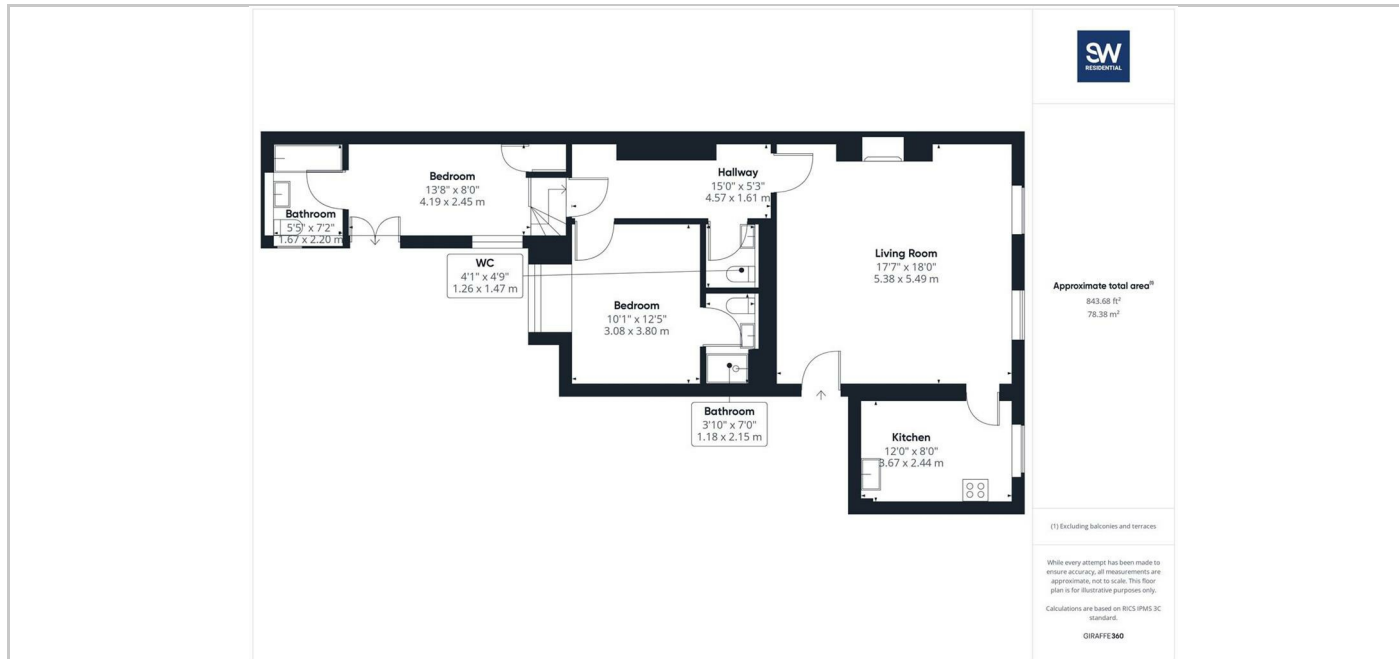 SW
RESIDENTIAL
Bedroom
13'8" x 8'0"
4.19 x 2.45 m
Hallway
15'0" x 5'3"
4.57 x 1.61 m
Bathroom
5'5" x 7'2"
1.67 x 2.20 m
WC
4'1" x 4'9"
1.26 x 1.47 m
Living Room
17'7" x 18'0"
5.38 x 5.49 m
Bedroom
10'1" x 12'5"
3.08 x 3.80 m
Bathroom
3'10" x 7'0"
1.18 x 2.15 m
Kitchen
12'0" x 8'0"
3.67 x 2.44 m
Approximate total area(1)
843.68 ft²
78.38 m²
(1) Excluding balconies and terraces
While every attempt has been made to
ensure accuracy, all measurements are
approximate, not to scale. This floor
plan is for illustrative purposes only.
Calculations are based on RICS IPMS 3C
standard.
GIRAFFE360